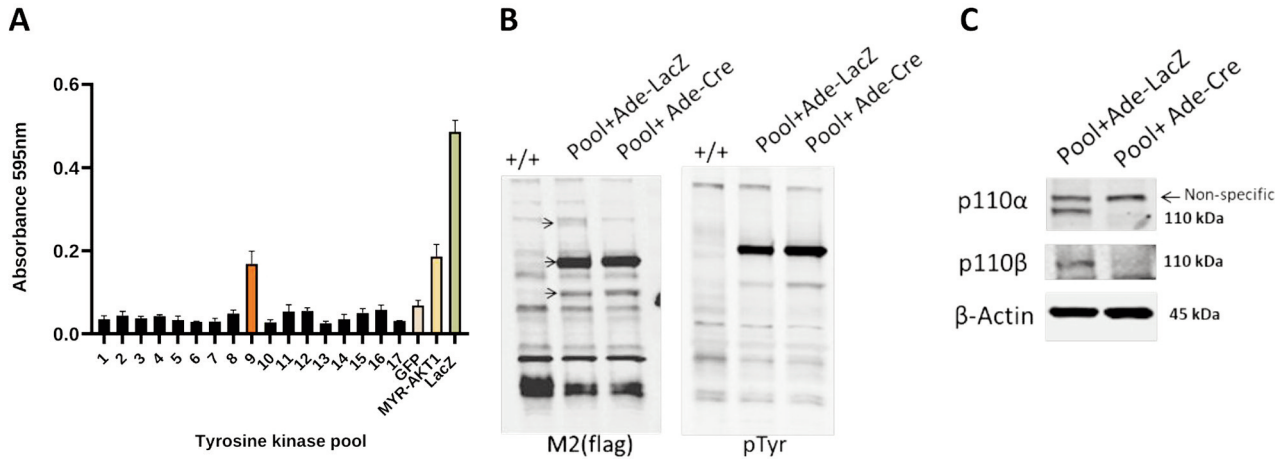 A
0.6
0.4
0.2
0.0
Absorbance 595nm
1
2
3
4
5
6
7
8
9
10
11
12
13
14
15
16
17
GFP
MYR-AKT1
LacZ
Tyrosine kinase pool
B
+/+
Pool+Ade-LacZ
Pool+ Ade-Cre
M2(flag)
+/+
Pool+Ade-LacZ
Pool+ Ade-Cre
pTyr
C
Pool+Ade-LacZ
Pool+ Ade-Cre
p110α
← Non-specific
110 kDa
p110β
110 kDa
β-Actin
45 kDa